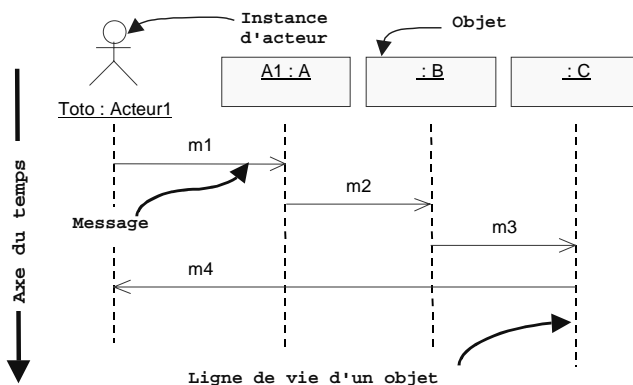 Instance
d'acteur
Objet
A1 : A
: B
: C
Toto : Acteur1
m1
m2
Message
m3
m4
Axe du temps
Ligne de vie d'un objet